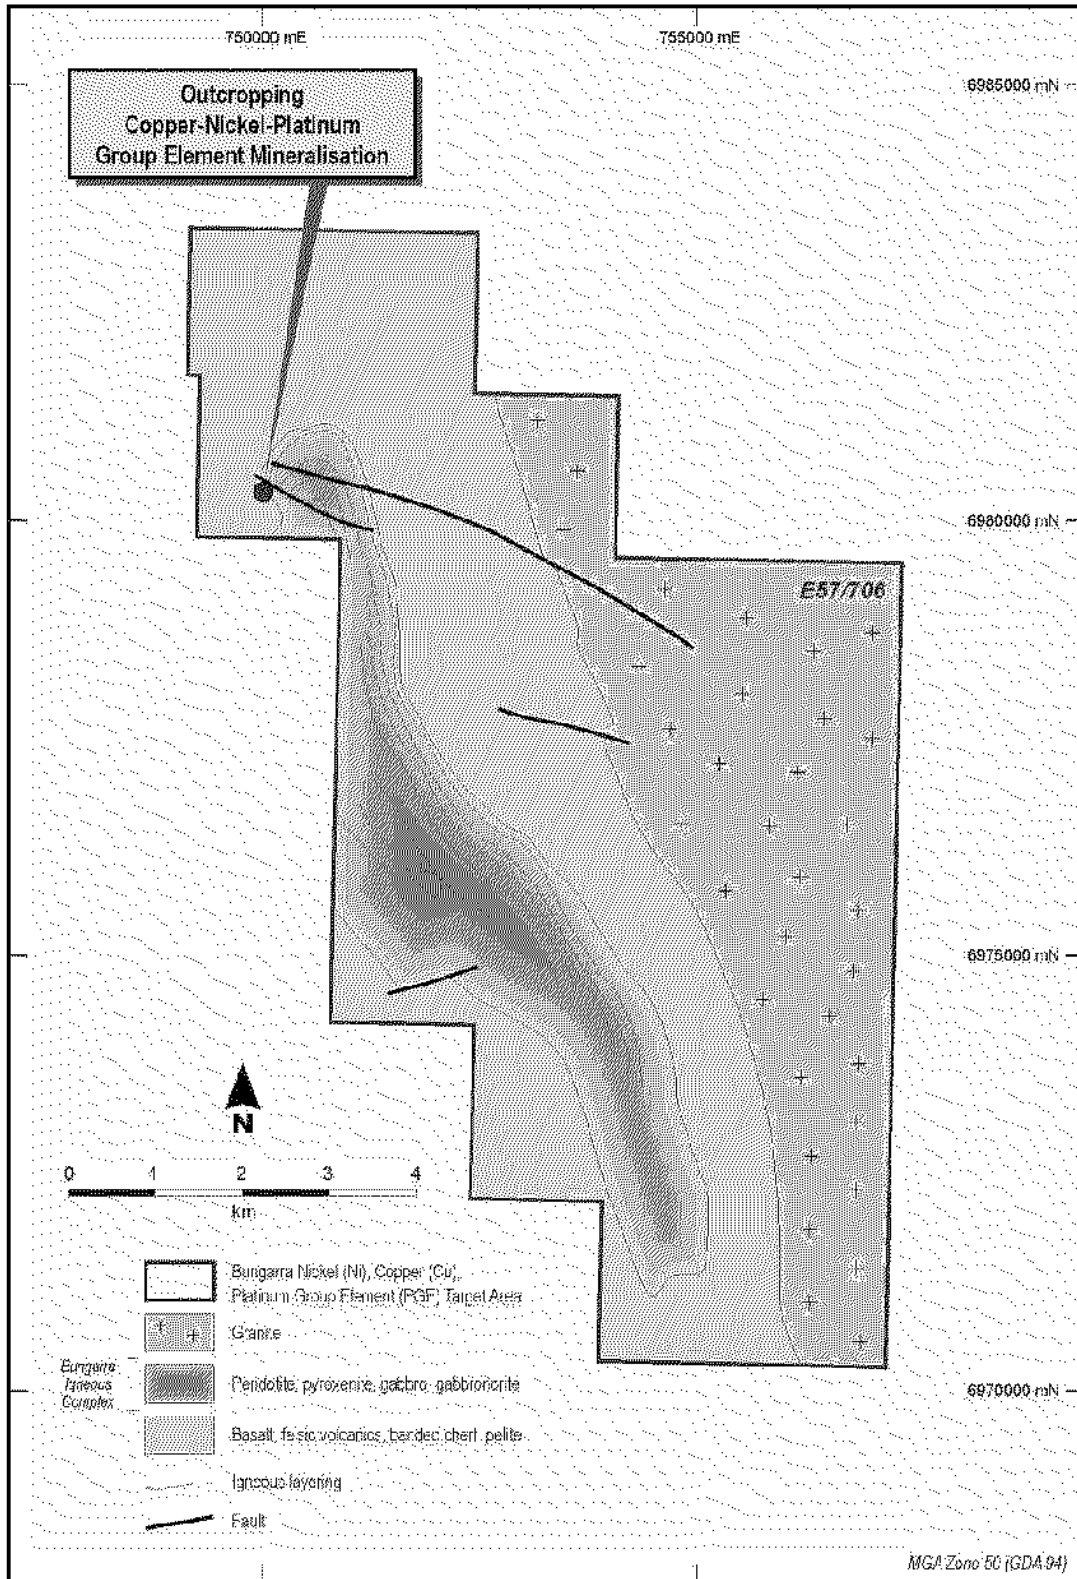 750000 mE
755000 mE
6985000 mN
Outcropping
Copper-Nickel-Platinum
Group Element Mineralisation
6980000 mN
E57/706
6975000 mN
N
0 1 2 3 4
km
Bungarra Nickel (Ni), Copper (Cu),
Platinum Group Element (PGE) Target Area
Granite
Bungarra
Igneous
Complex
Peridotite, pyroxenite, gabbro, gabbronorite
6970000 mN
Basalt, felsic volcanics, banded chert, pelite
Igneous layering
Fault
MGA Zone 50 (GDA 94)